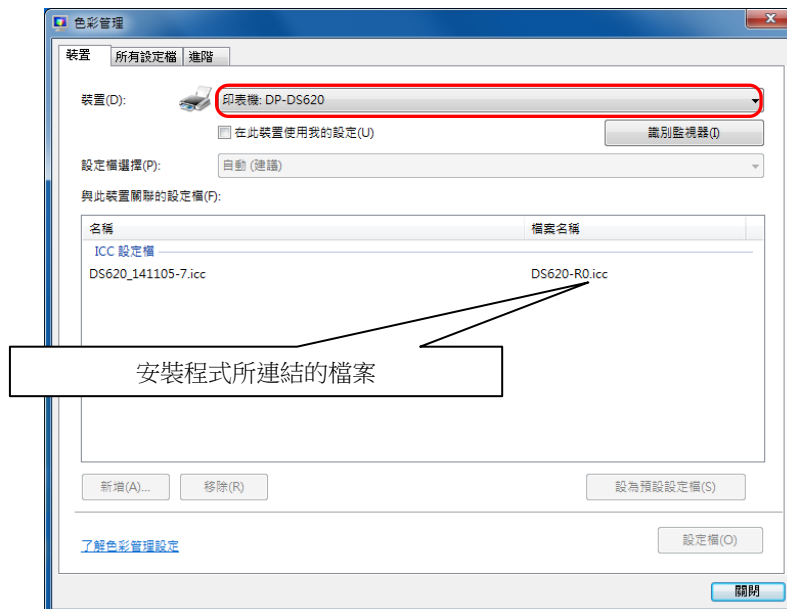 色彩管理
裝置 所有設定檔 進階
裝置(D): 印表機: DP-DS620
在此裝置使用我的設定(U) 識別監視器(I)
設定檔選擇(P): 自動 (建議)
與此裝置關聯的設定檔(F):
名稱 檔案名稱
ICC 設定檔
DS620_141105-7.icc DS620-R0.icc
安裝程式所連結的檔案
新增(A)... 移除(R) 設為預設設定檔(S)
了解色彩管理設定 設定檔(O)
關閉